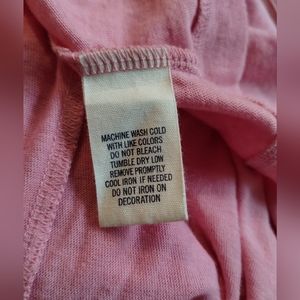 MACHINE WASH COLD
WITH LIKE COLORS
DO NOT BLEACH
TUMBLE DRY LOW
REMOVE PROMPTLY
COOL IRON IF NEEDED
DO NOT IRON ON
DECORATION